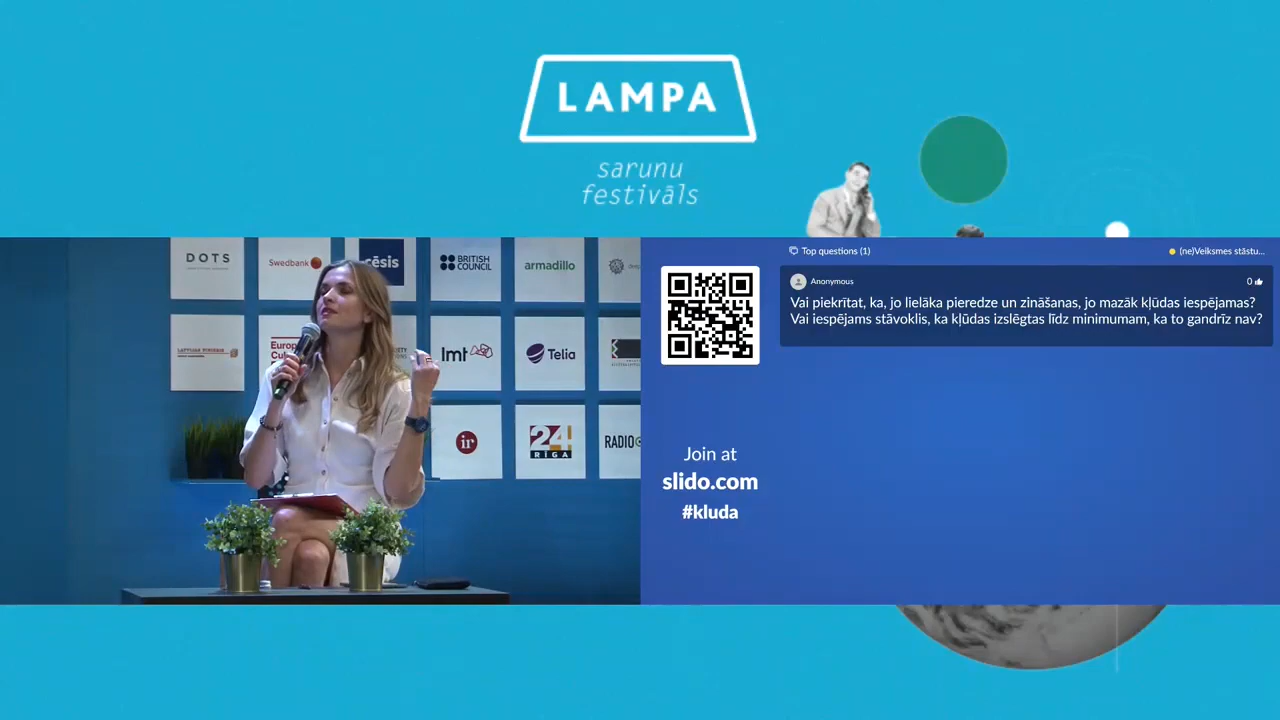 LAMPA
sarunu
festivāls
DOTS
Swedbank
cēsis
BRITISH
COUNCIL
armadillo
lmt
Telia
ir
24
RĪGA
RADIO
Top questions (1)
(ne)Veiksmes stāstu...
Anonymous
0
Vai piekrītat, ka, jo lielāka pieredze un zināšanas, jo mazāk kļūdas iespējamas?
Vai iespējams stāvoklis, ka kļūdas izslēgtas līdz minimumam, ka to gandrīz nav?
Join at
slido.com
#kluda